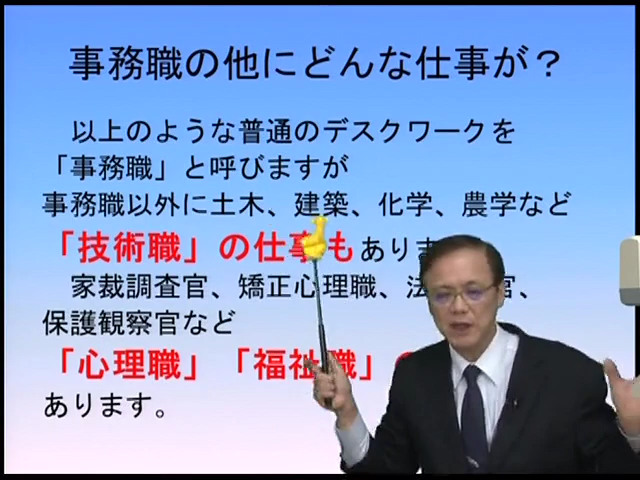 事務職の他にどんな仕事が？
以上のような普通のデスクワークを
「事務職」と呼びますが
事務職以外に土木、建築、化学、農学など
「技術職」の仕事もありま
家裁調査官、矯正心理職、法 官、
保護観察官など
「心理職」「福祉職」
あります。